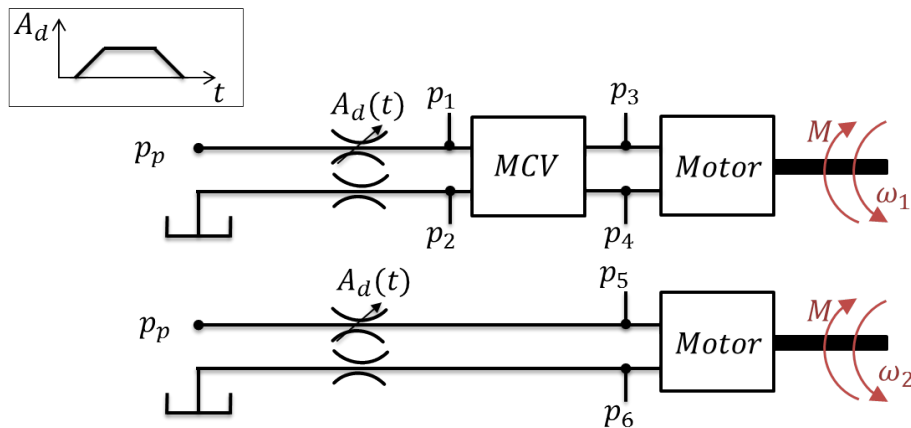 A_d
t
A_d(t)
p_1
p_3
p_p
MCV
Motor
M
ω_1
p_2
p_4
A_d(t)
p_5
p_p
Motor
M
ω_2
p_6